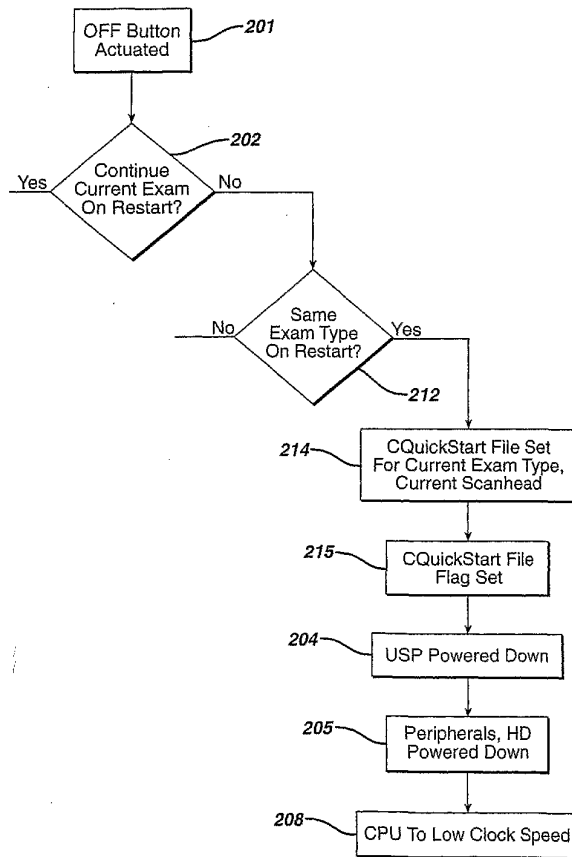 OFF Button
Actuated
201
202
Continue
Current Exam
On Restart?
Yes
No
Same
Exam Type
On Restart?
No
Yes
212
214
CQuickStart File Set
For Current Exam Type,
Current Scanhead
215
CQuickStart File
Flag Set
204
USP Powered Down
205
Peripherals, HD
Powered Down
208
CPU To Low Clock Speed